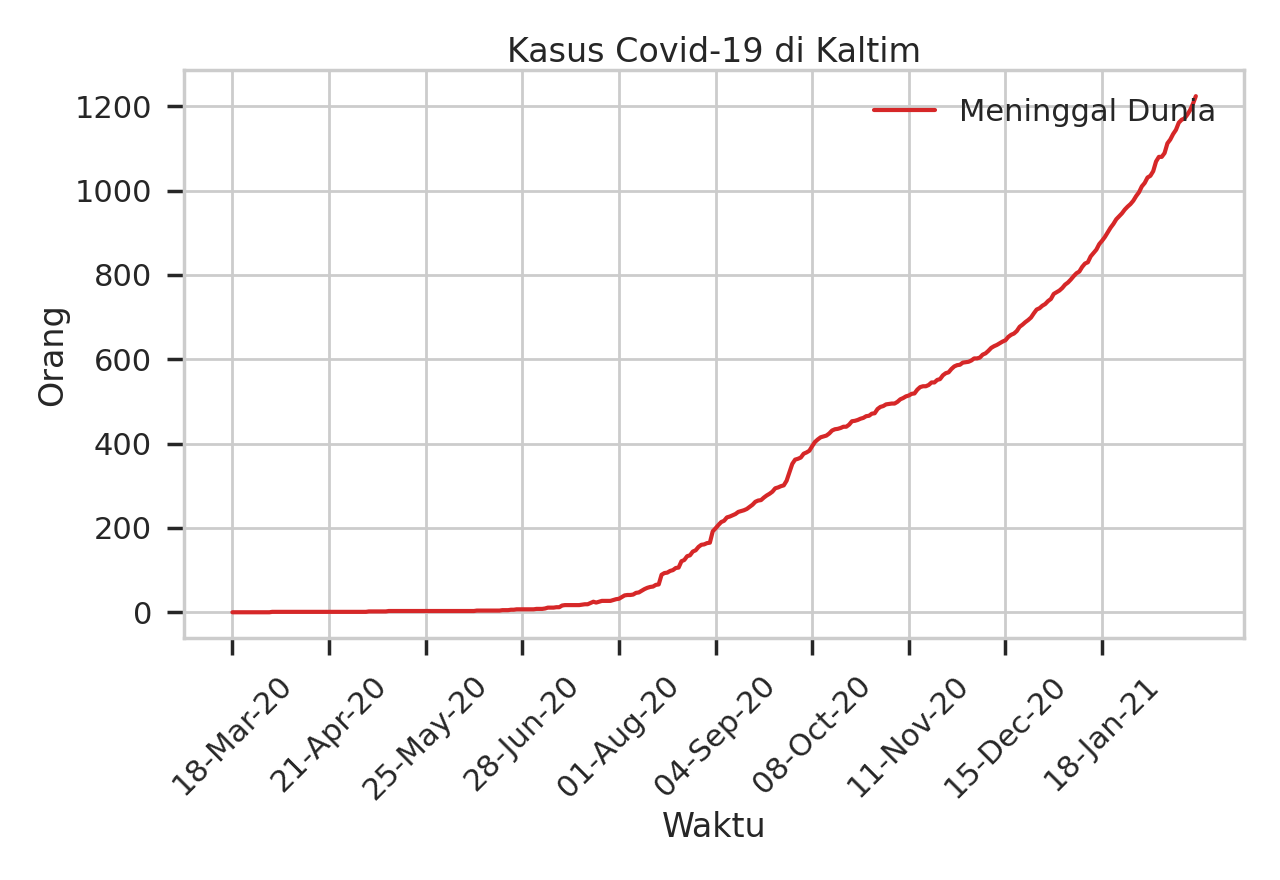 Kasus Covid-19 di Kaltim
Meninggal Dunia
1200
1000
800
600
400
200
0
Orang
18-Mar-20
21-Apr-20
25-May-20
28-Jun-20
01-Aug-20
04-Sep-20
08-Oct-20
11-Nov-20
15-Dec-20
18-Jan-21
Waktu